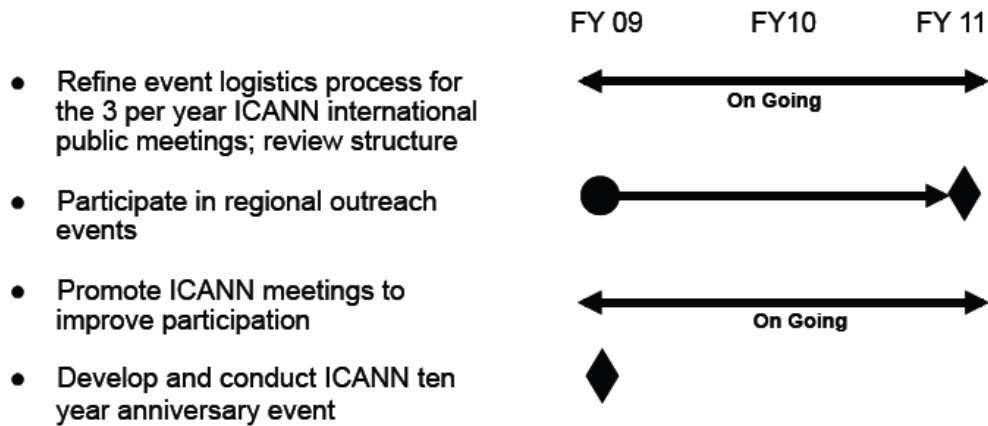 FY 09 FY10 FY 11
• Refine event logistics process for
the 3 per year ICANN international
public meetings; review structure
On Going
• Participate in regional outreach
events
• Promote ICANN meetings to
improve participation
On Going
• Develop and conduct ICANN ten
year anniversary event